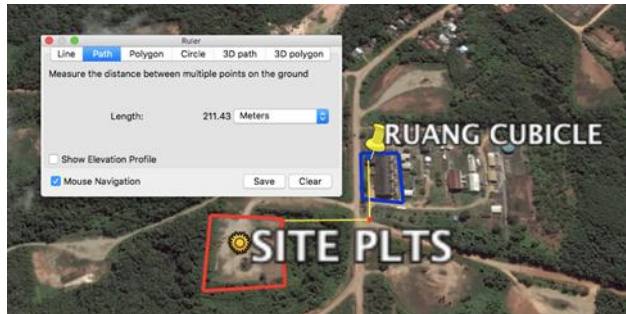 Ruler
Line Path Polygon Circle 3D path 3D polygon
Measure the distance between multiple points on the ground
Length: 211.43 Meters
Show Elevation Profile
Mouse Navigation Save Clear
RUANG CUBICLE
SITE PLTS